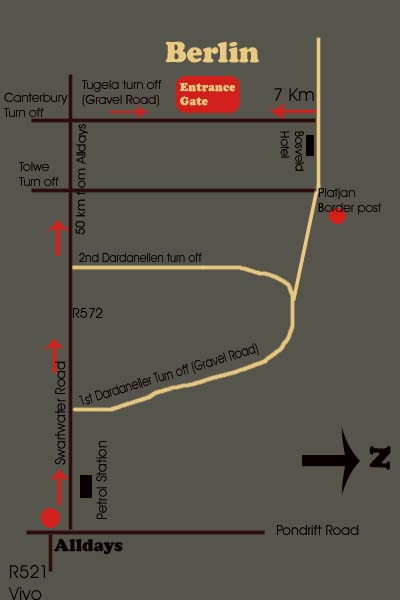 Berlin
Tugela turn off
(Gravel Road)
Entrance
Gate
7 Km
Canterbury
Turn off
Bosveld
Hotel
Tolwe
Turn off
50 km from Alldays
Platjan
Border post
2nd Dardanellen turn off
R572
1st Dardaneller Turn off (Gravel Road)
Swartwater Road
Petrol Station
N
Pondrift Road
Alldays
R521
Vivo